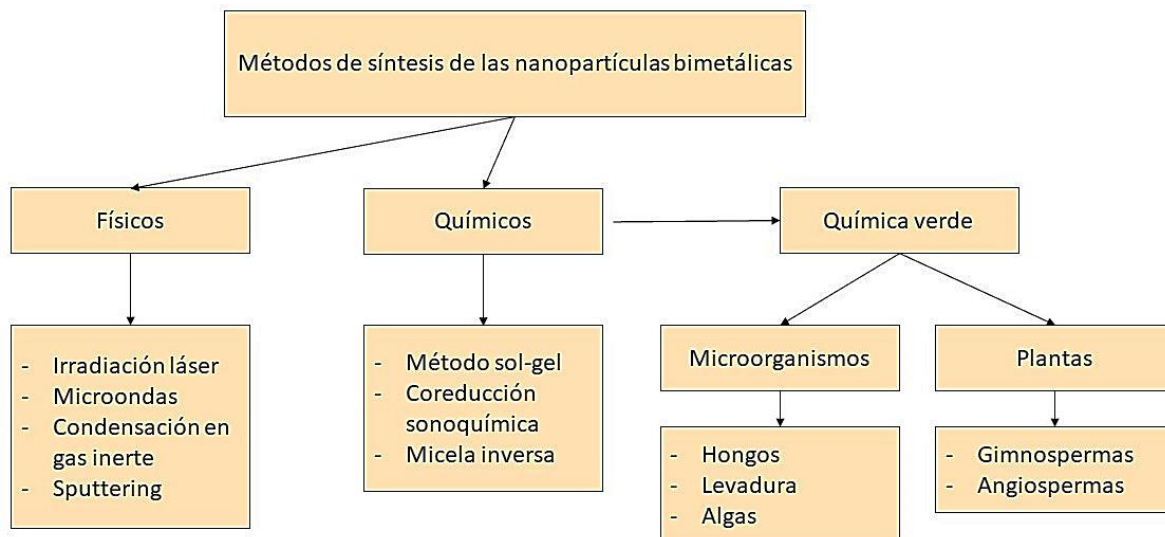 Métodos de síntesis de las nanopartículas bimetálicas
Físicos
Químicos
Química verde
- Irradiación láser
- Microondas
- Condensación en
gas inerte
- Sputtering
- Método sol-gel
- Coreducción
sonoquímica
- Micela inversa
Microorganismos
Plantas
- Hongos
- Levadura
- Algas
- Gimnospermas
- Angiospermas